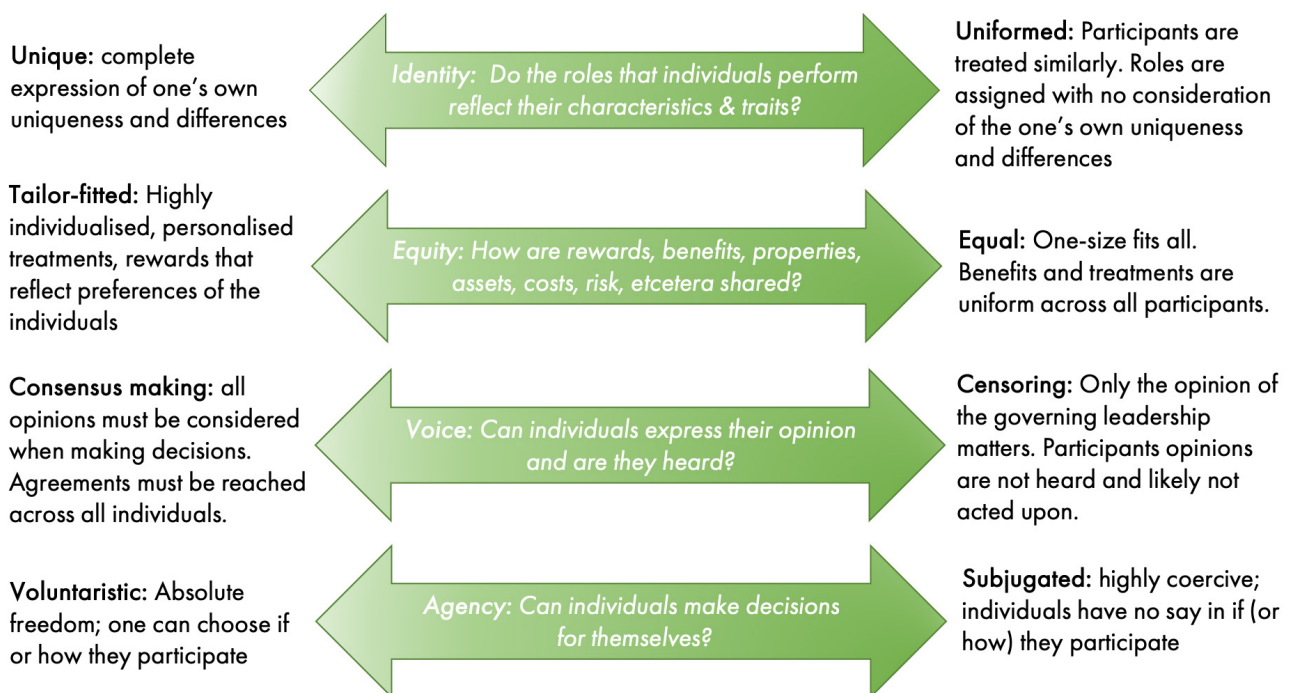 Unique: complete
expression of one's own
uniqueness and differences
Identity: Do the roles that individuals perform
reflect their characteristics & traits?
Uniformed: Participants are
treated similarly. Roles are
assigned with no consideration
of the one's own uniqueness
and differences
Tailor-fitted: Highly
individualised, personalised
treatments, rewards that
reflect preferences of the
individuals
Equity: How are rewards, benefits, properties,
assets, costs, risk, etcetera shared?
Equal: One-size fits all.
Benefits and treatments are
uniform across all participants.
Consensus making: all
opinions must be considered
when making decisions.
Agreements must be reached
across all individuals.
Voice: Can individuals express their opinion
and are they heard?
Censoring: Only the opinion of
the governing leadership
matters. Participants opinions
are not heard and likely not
acted upon.
Voluntaristic: Absolute
freedom; one can choose if
or how they participate
Agency: Can individuals make decisions
for themselves?
Subjugated: highly coercive;
individuals have no say in if (or
how) they participate